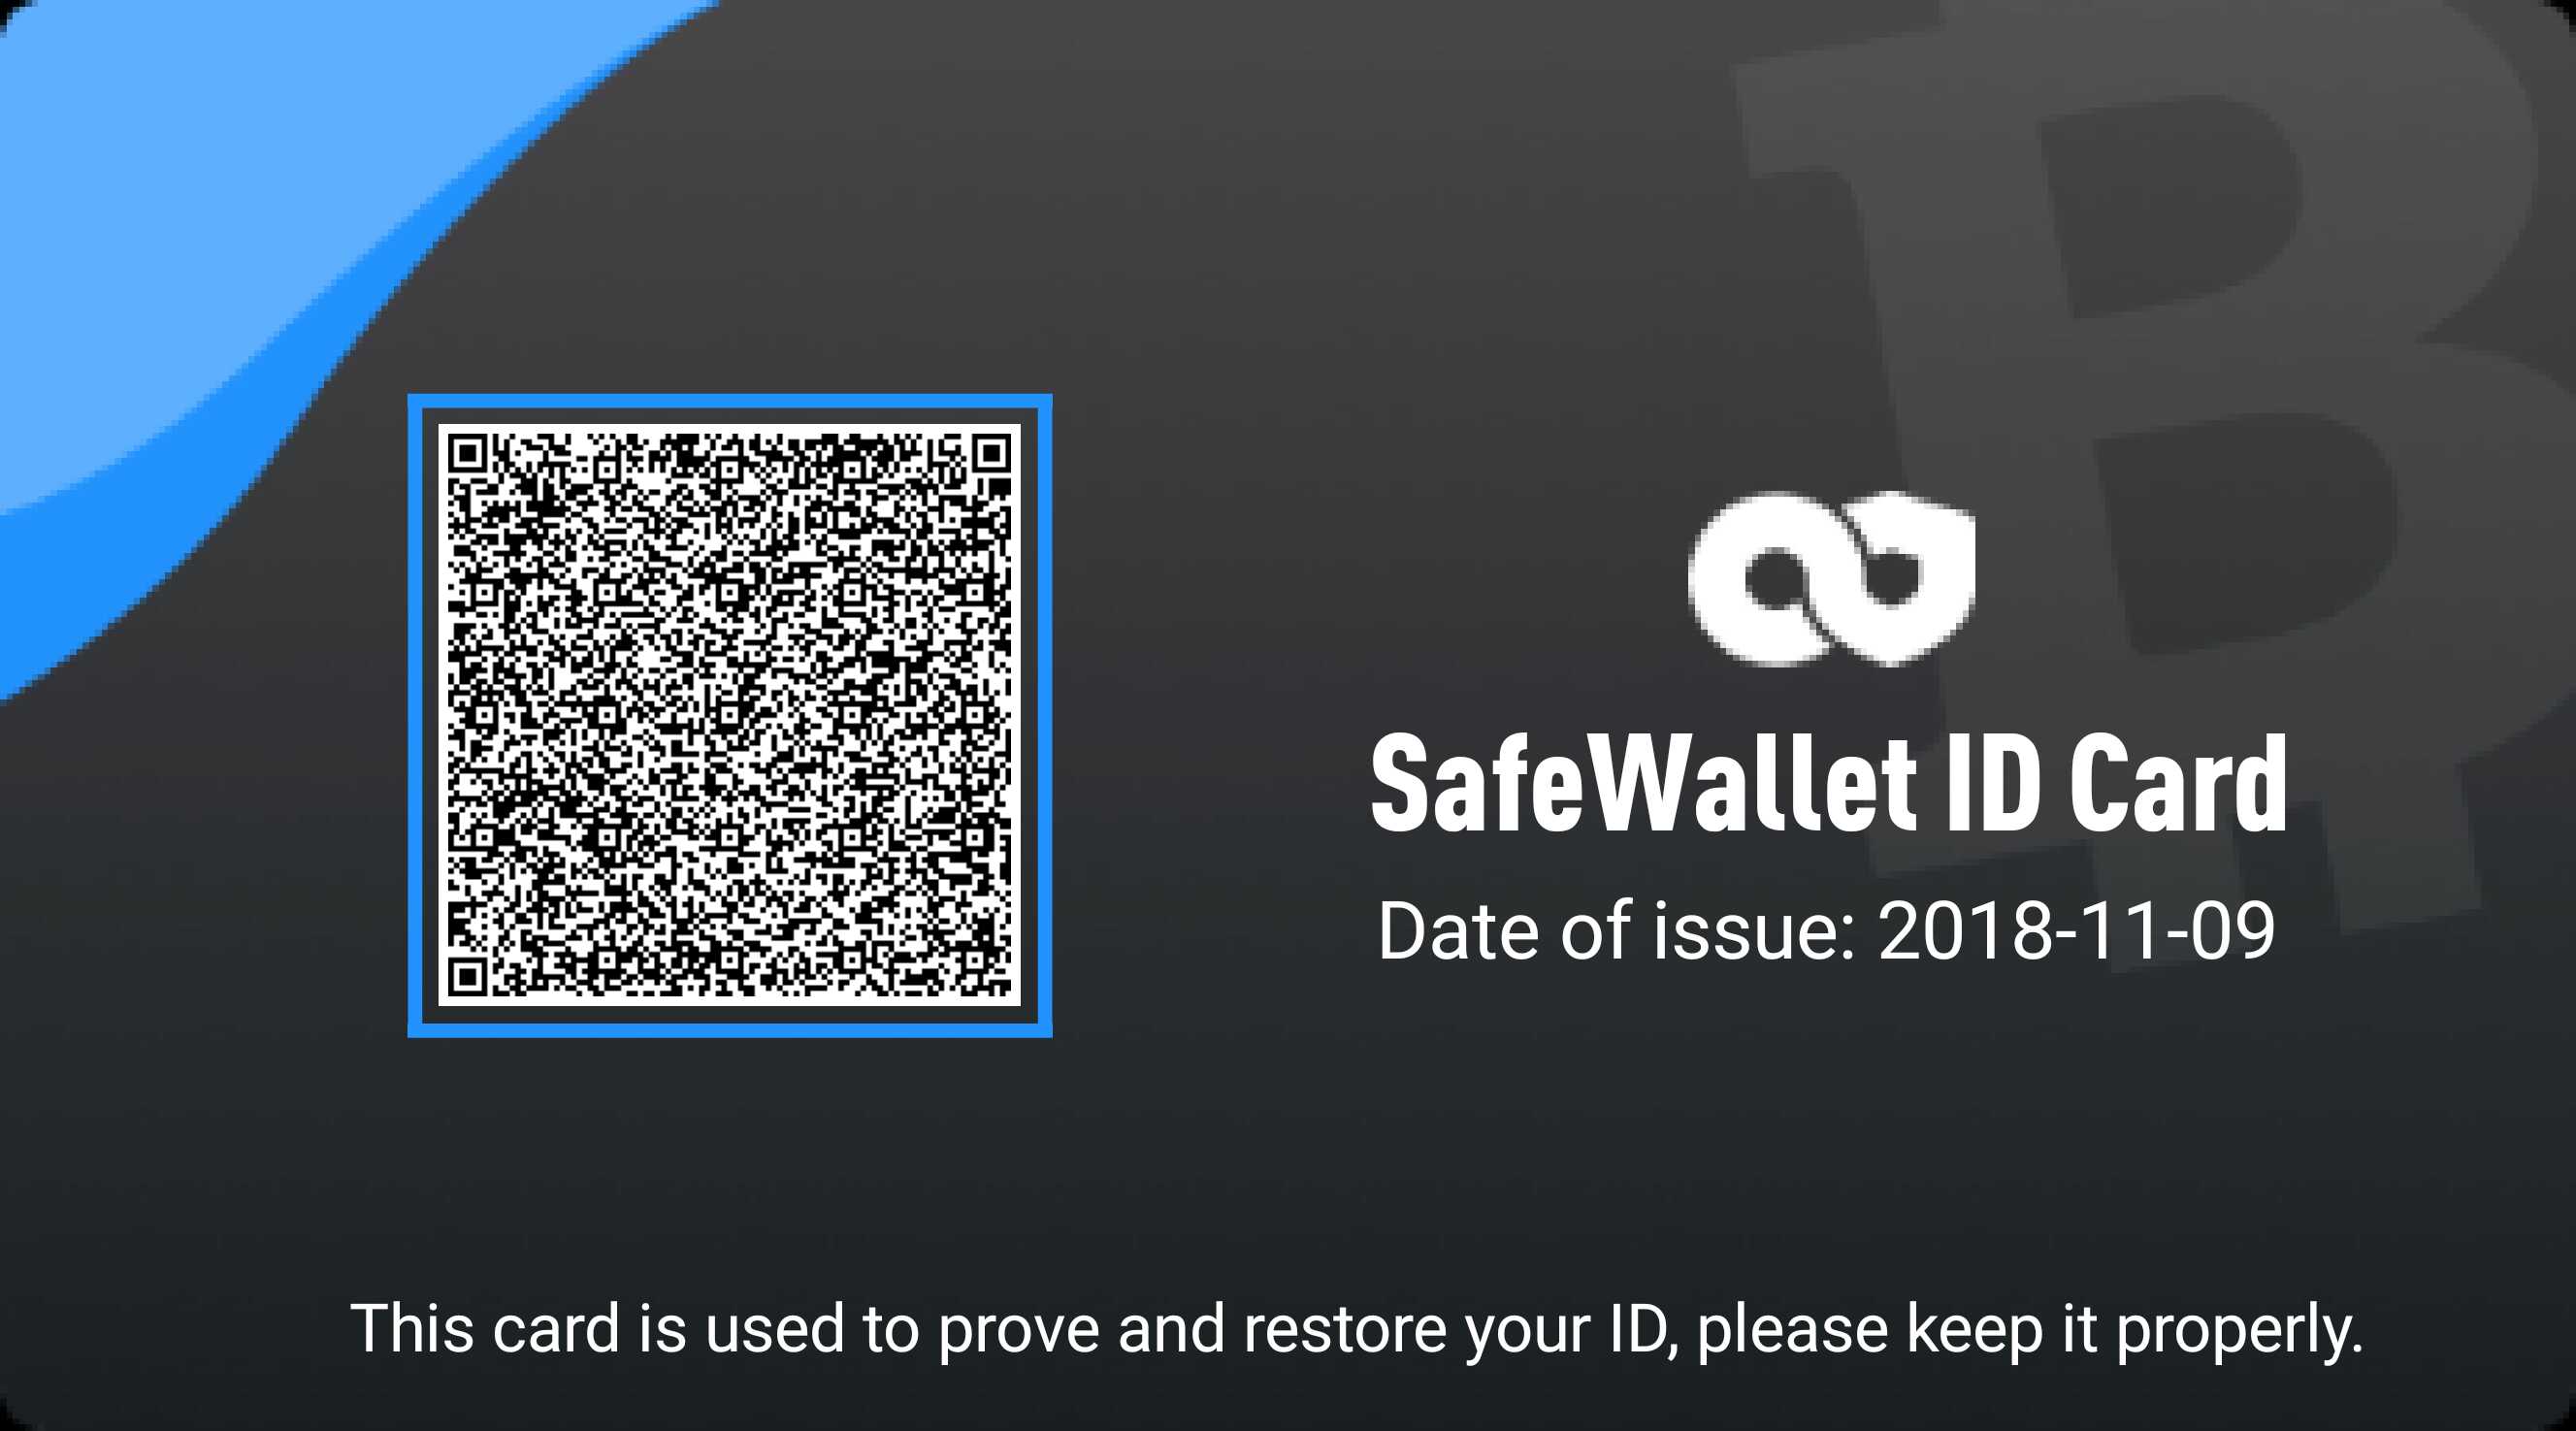 SafeWallet ID Card
Date of issue: 2018-11-09
This card is used to prove and restore your ID, please keep it properly.